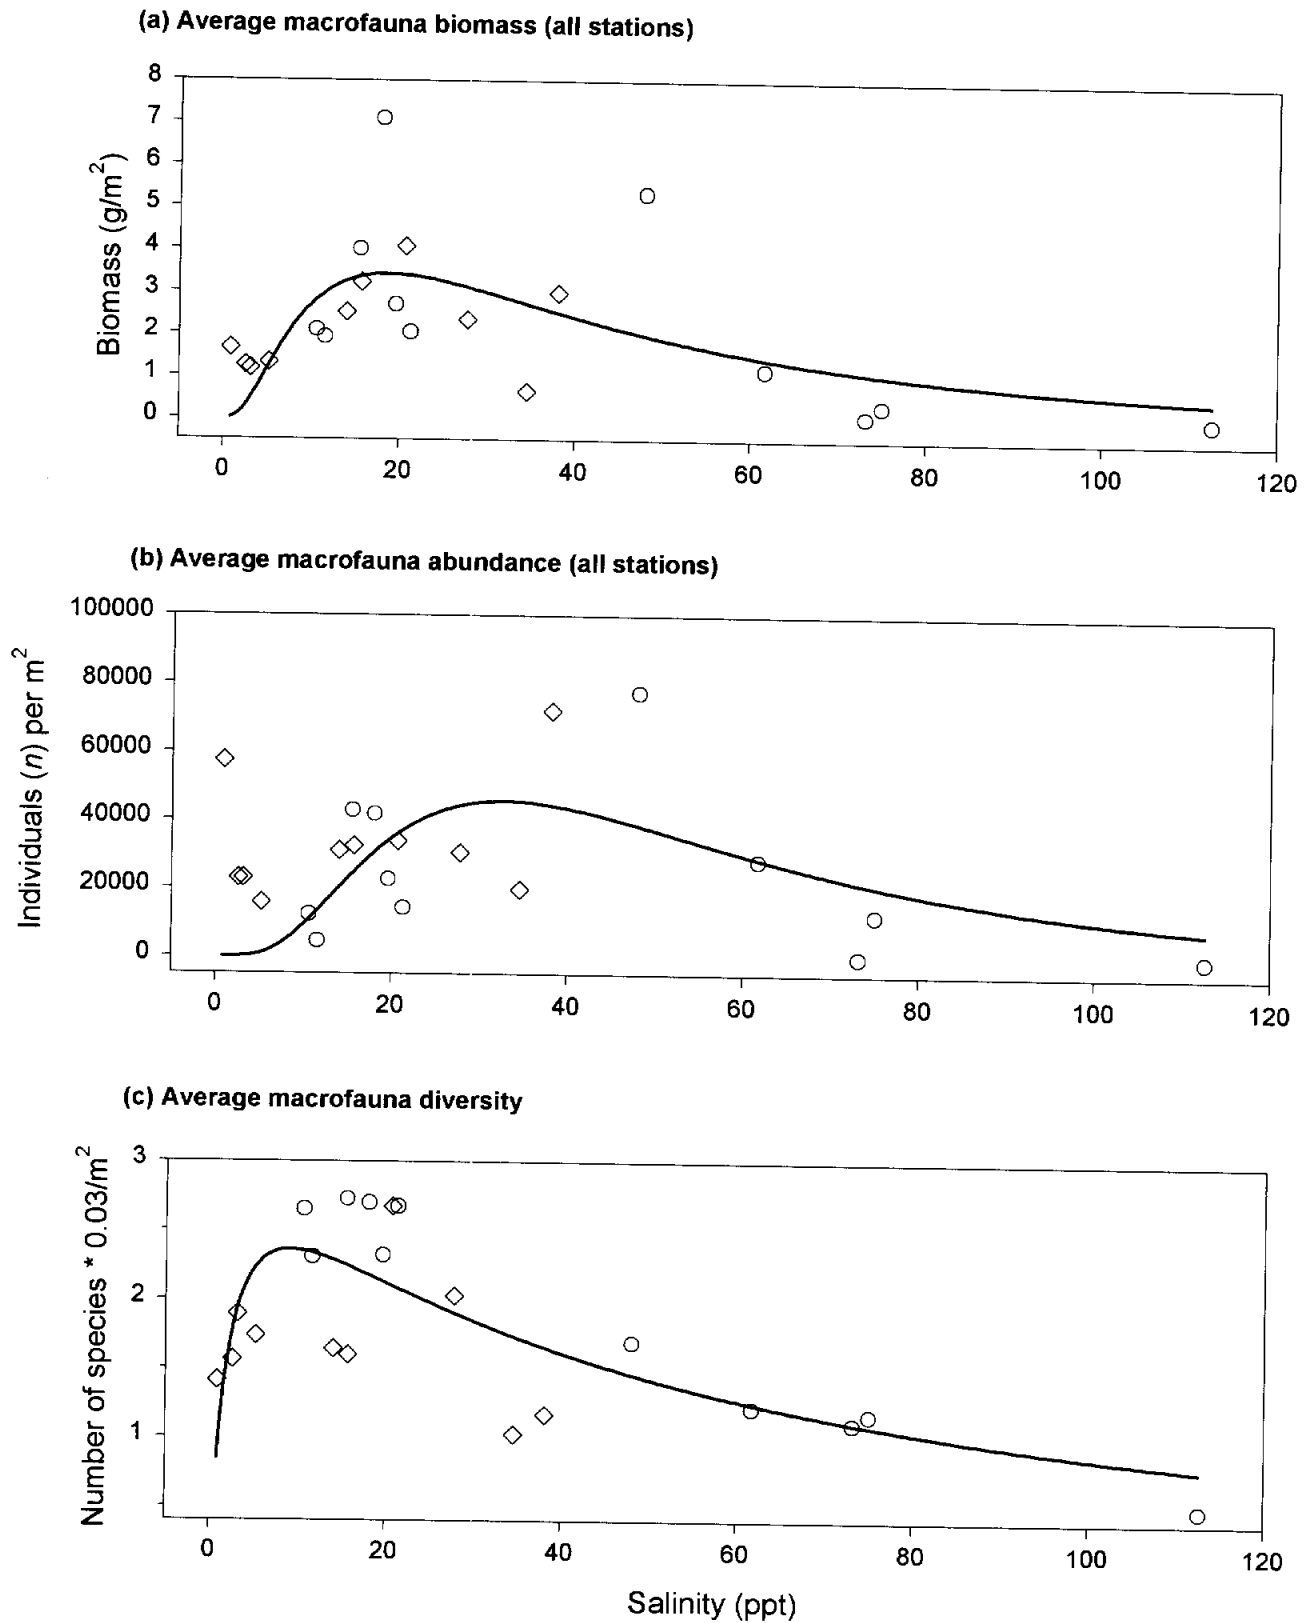 (a) Average macrofauna biomass (all stations)
8
7
6
5
4
3
2
1
0
Biomass (g/m²)
0 20 40 60 80 100 120
(b) Average macrofauna abundance (all stations)
100000
80000
60000
40000
20000
0
Individuals (n) per m²
0 20 40 60 80 100 120
(c) Average macrofauna diversity
3
2
1
Number of species * 0.03/m²
0 20 40 60 80 100 120
Salinity (ppt)